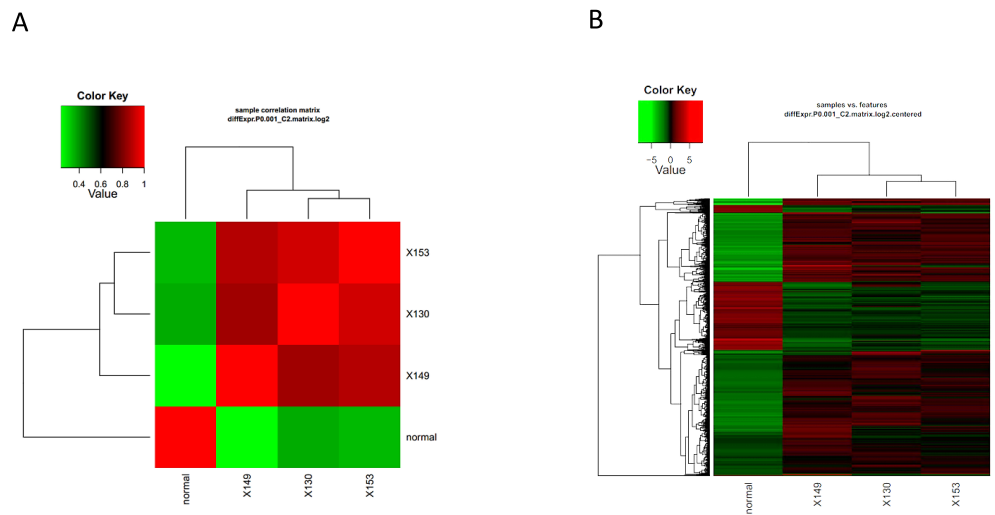 A
Color Key
0.4 0.6 0.8 1
Value
sample correlation matrix
diffExpr.P0.001_C2.matrix.log2
X153
X130
X149
normal
normal X149 X130 X153
B
Color Key
−5 0 5
Value
samples vs. features
diffExpr.P0.001_C2.matrix.log2.centered
normal X149 X130 X153